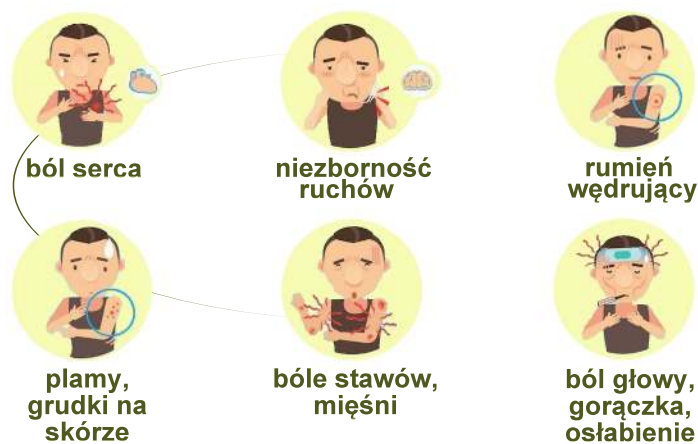 ból serca
niezborność
ruchów
rumień
wędrujący
plamy,
grudki na
skórze
bóle stawów,
mięśni
ból głowy,
gorączka,
osłabienie